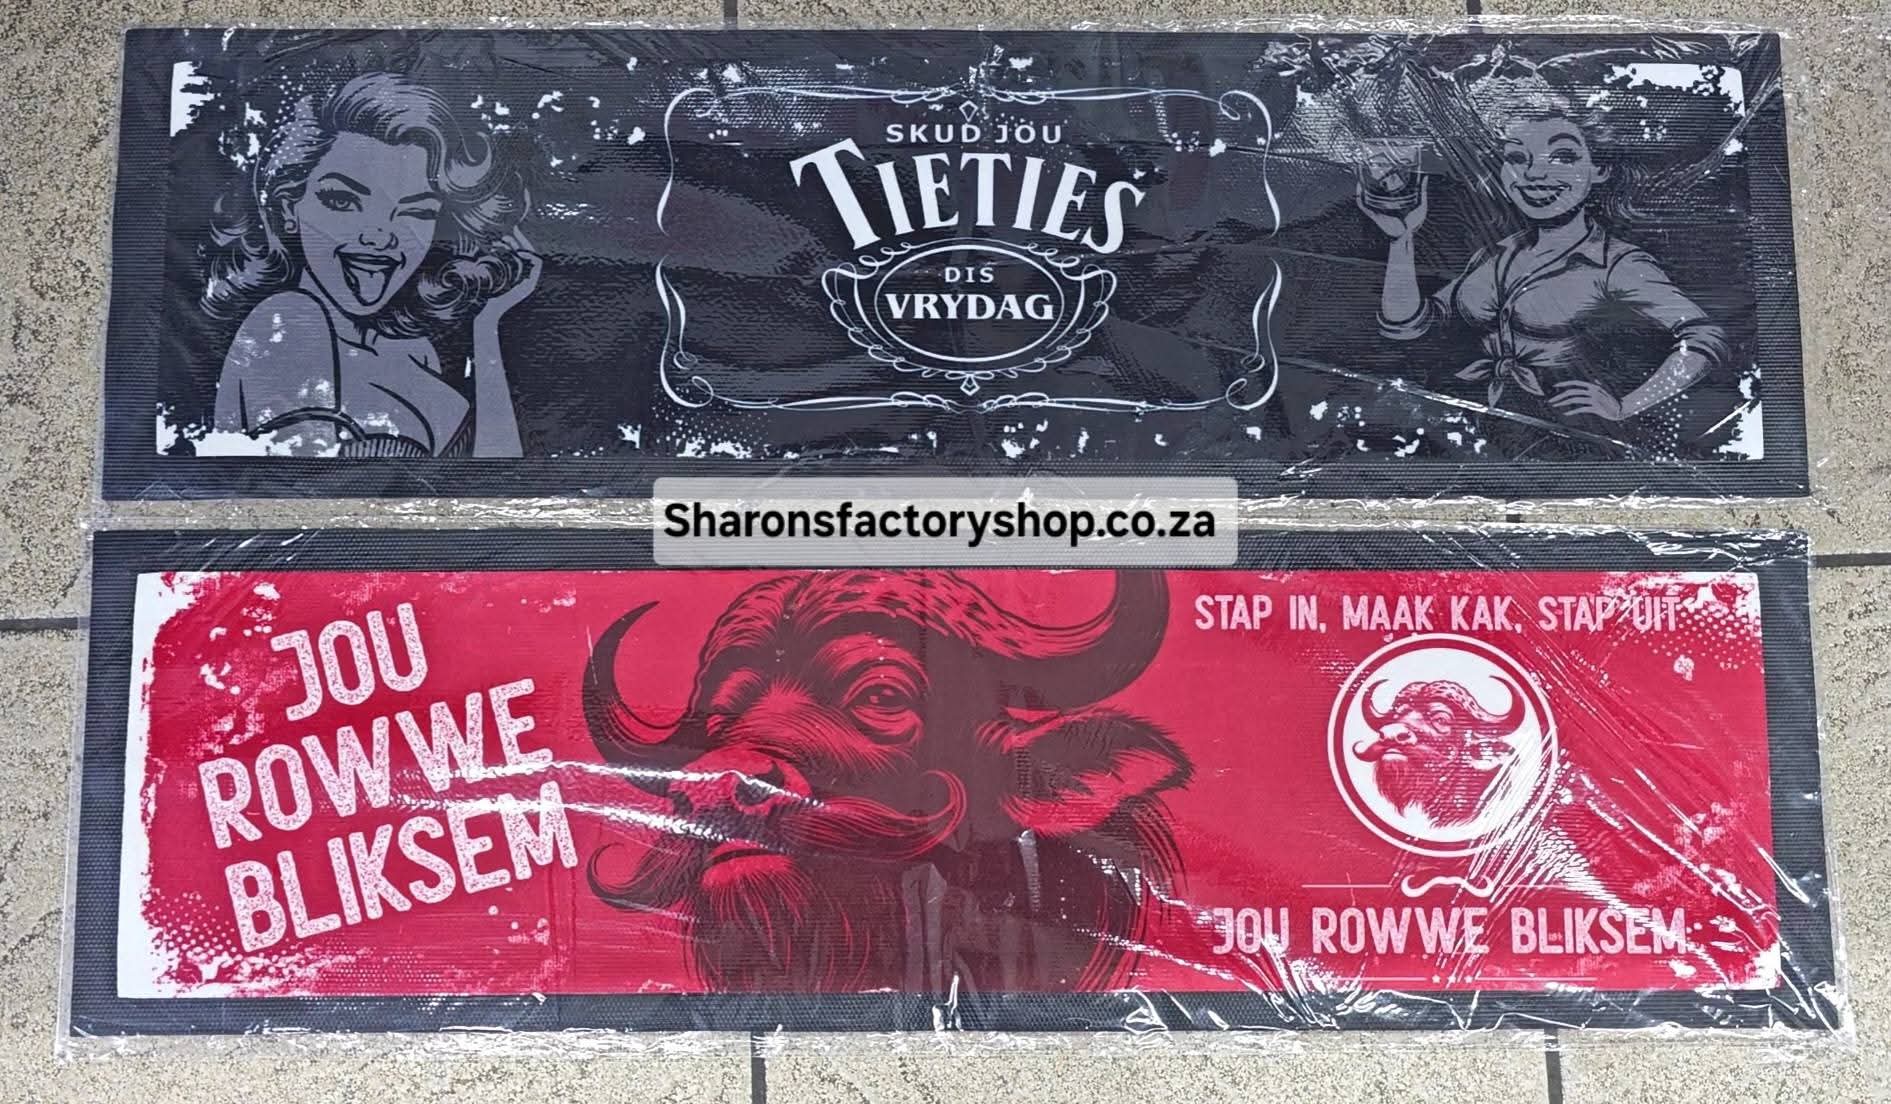 SKUD JOU
TIETIES
DIS
VRYDAG
Sharonsfactoryshop.co.za
JOU
ROWWE
BLIKSEM
STAP IN, MAAK KAK, STAP UIT
JOU ROWWE BLIKSEM